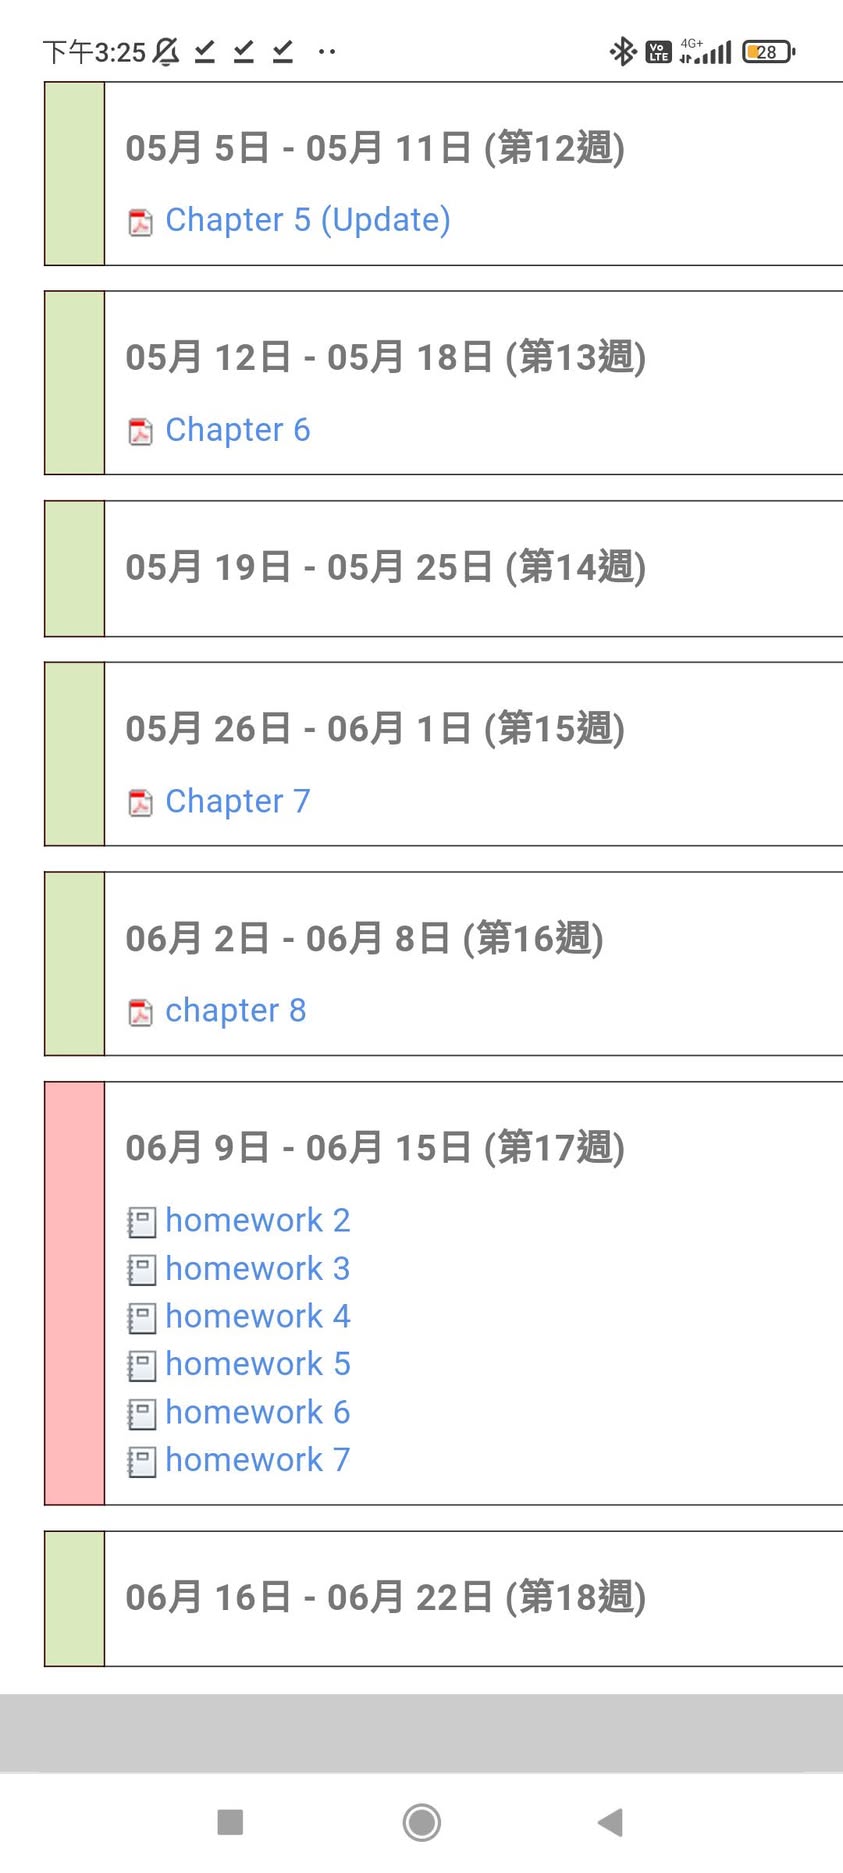 下午3:25
Vo LTE 4G+ 28
05月 5日 - 05月 11日 (第12週)
Chapter 5 (Update)
05月 12日 - 05月 18日 (第13週)
Chapter 6
05月 19日 - 05月 25日 (第14週)
05月 26日 - 06月 1日 (第15週)
Chapter 7
06月 2日 - 06月 8日 (第16週)
chapter 8
06月 9日 - 06月 15日 (第17週)
homework 2
homework 3
homework 4
homework 5
homework 6
homework 7
06月 16日 - 06月 22日 (第18週)